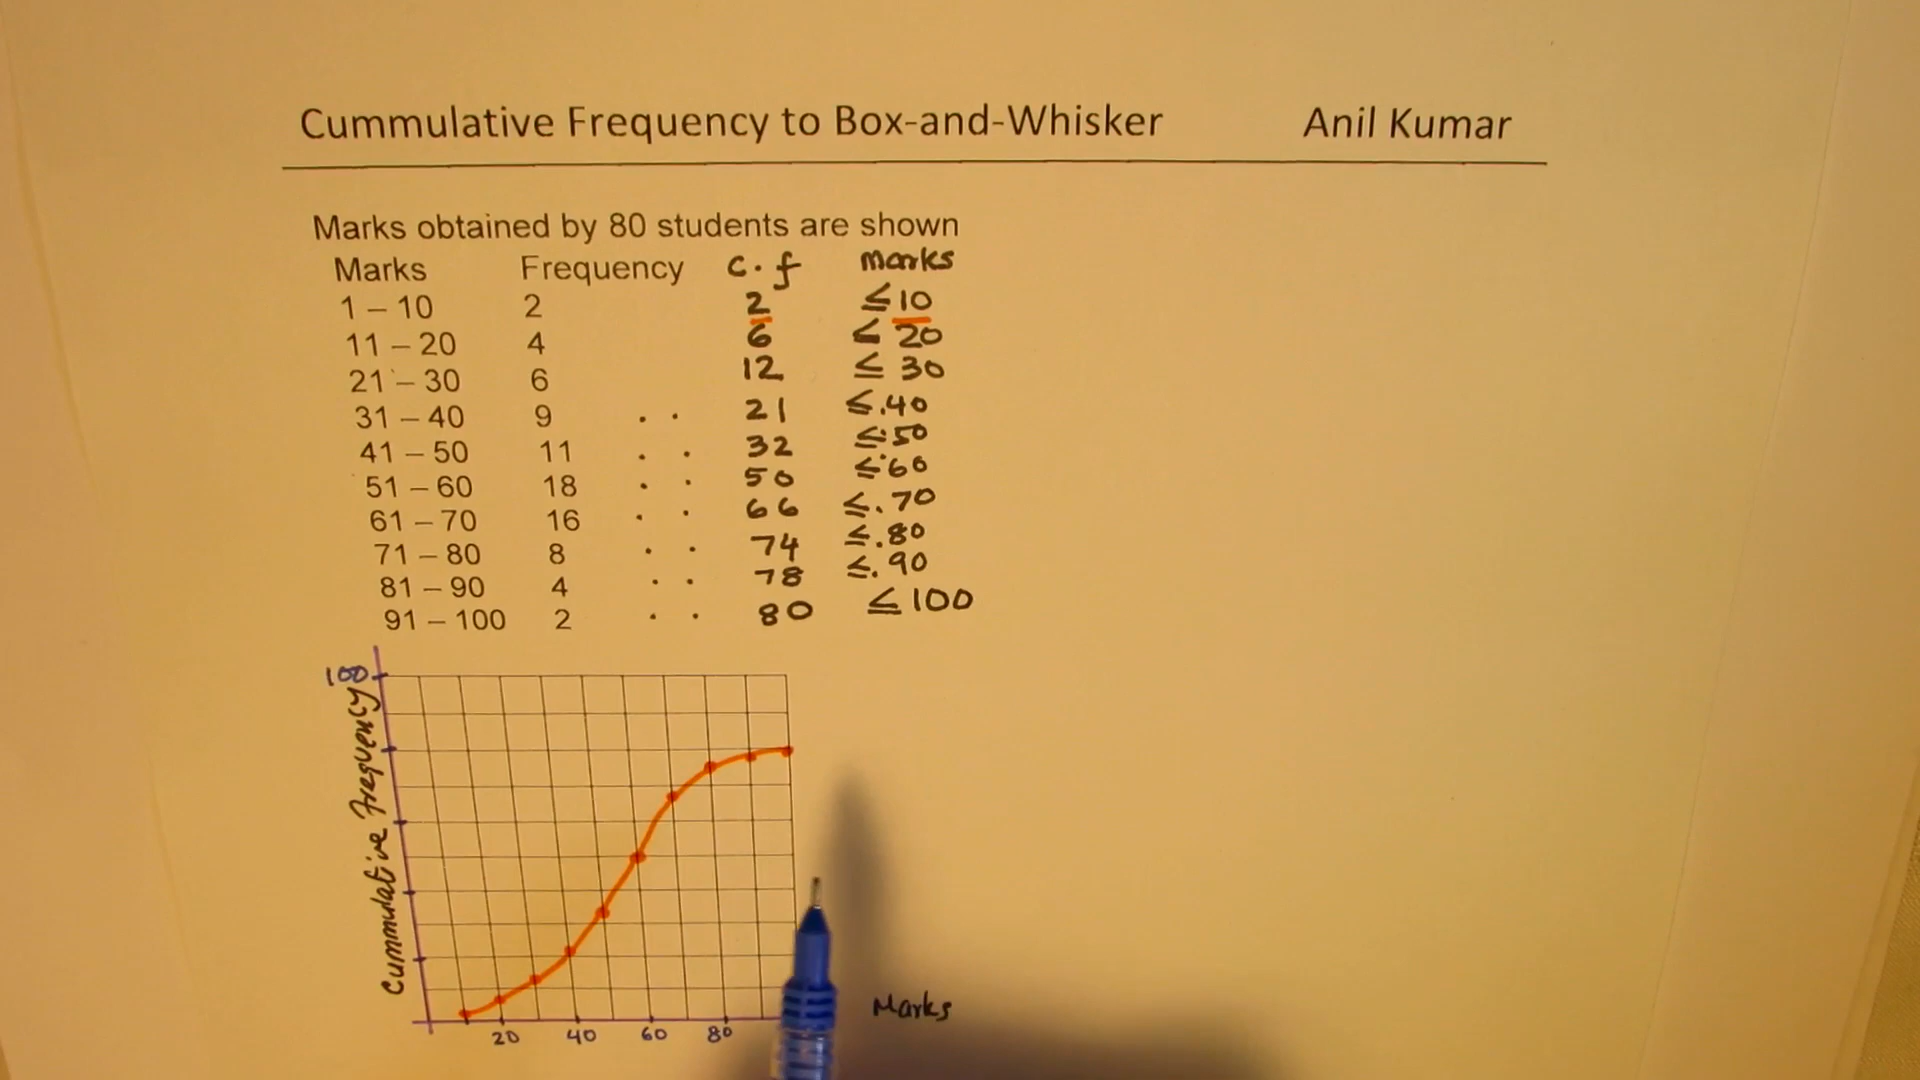 Cummulative Frequency to Box-and-Whisker Anil Kumar
Marks obtained by 80 students are shown
Marks Frequency c.f marks
1 – 10 2 2 ≤ 10
11 – 20 4 6 ≤ 20
21 – 30 6 12 ≤ 30
31 – 40 9 . . 21 ≤ .40
41 – 50 11 . . 32 ≤ 50
51 – 60 18 . . 50 ≤ 60
61 – 70 16 . . 66 ≤ .70
71 – 80 8 . . 74 ≤ .80
81 – 90 4 . . 78 ≤ .90
91 – 100 2 . . 80 ≤ 100
100
Cummulative Frequency
Marks
20 40 60 80